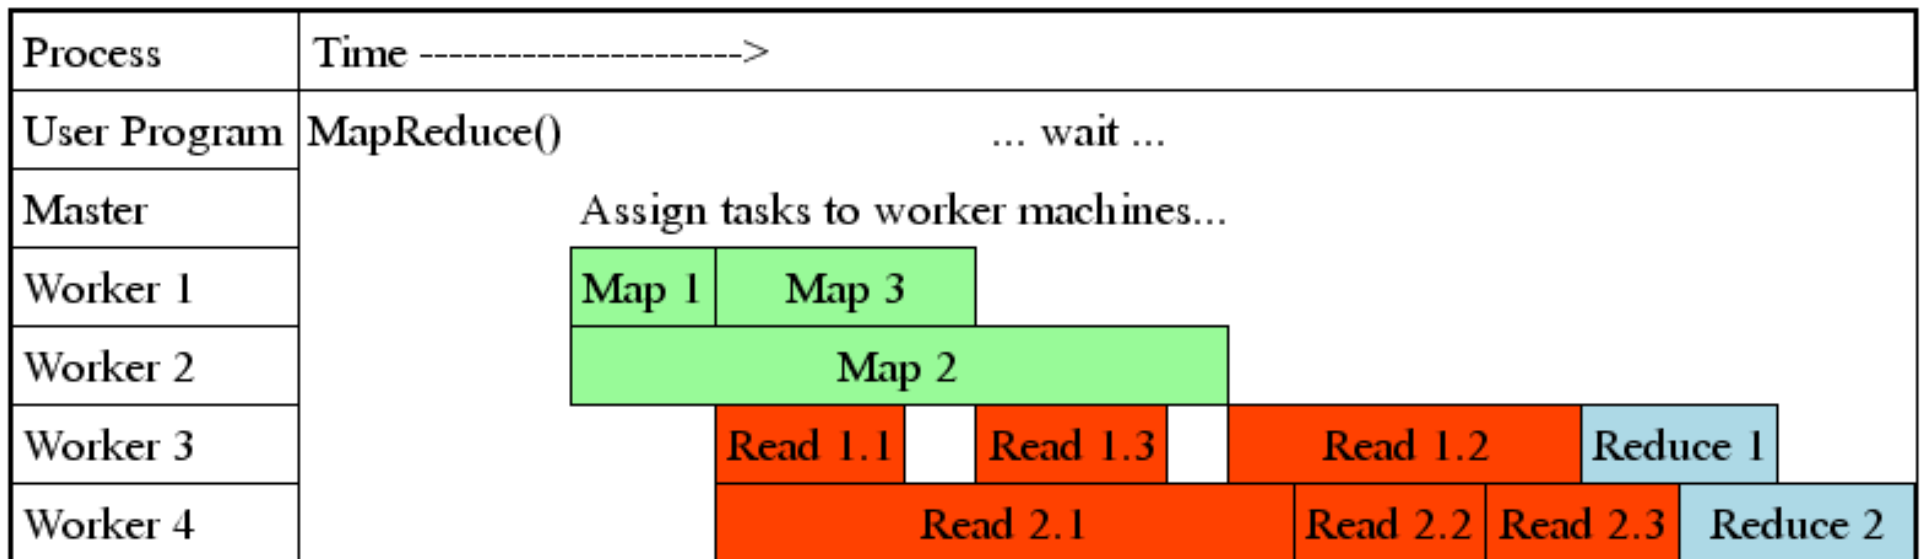 Process Time ---------------------->
User Program MapReduce() ... wait ...
Master Assign tasks to worker machines...
Worker 1 Map 1 Map 3
Worker 2 Map 2
Worker 3 Read 1.1 Read 1.3 Read 1.2 Reduce 1
Worker 4 Read 2.1 Read 2.2 Read 2.3 Reduce 2